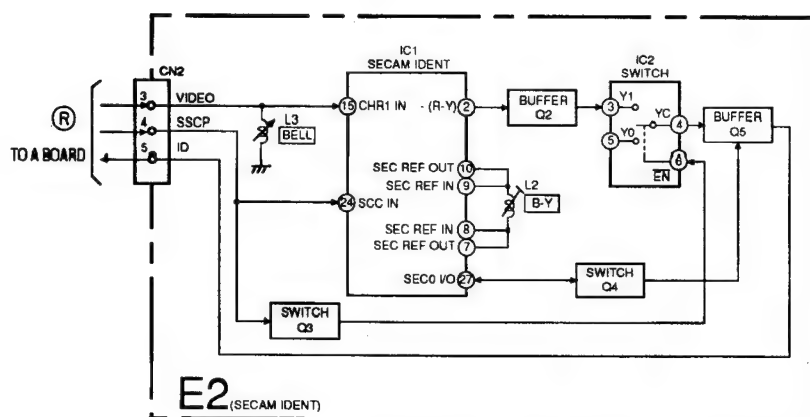 IC1
SECAM IDENT
IC2
SWITCH
CN2
3 VIDEO
15 CHR1 IN
- (R-Y) 2
BUFFER
Q2
3 Y1
YC 4
BUFFER
Q5
R
4 SSCP
L3
BELL
5 Y0
TO A BOARD
5 ID
6
EN
SEC REF OUT 10
SEC REF IN 9
L2
B-Y
24 SCC IN
SEC REF IN 8
SEC REF OUT 7
SEC0 I/O 27
SWITCH
Q4
SWITCH
Q3
E2 (SECAM IDENT)